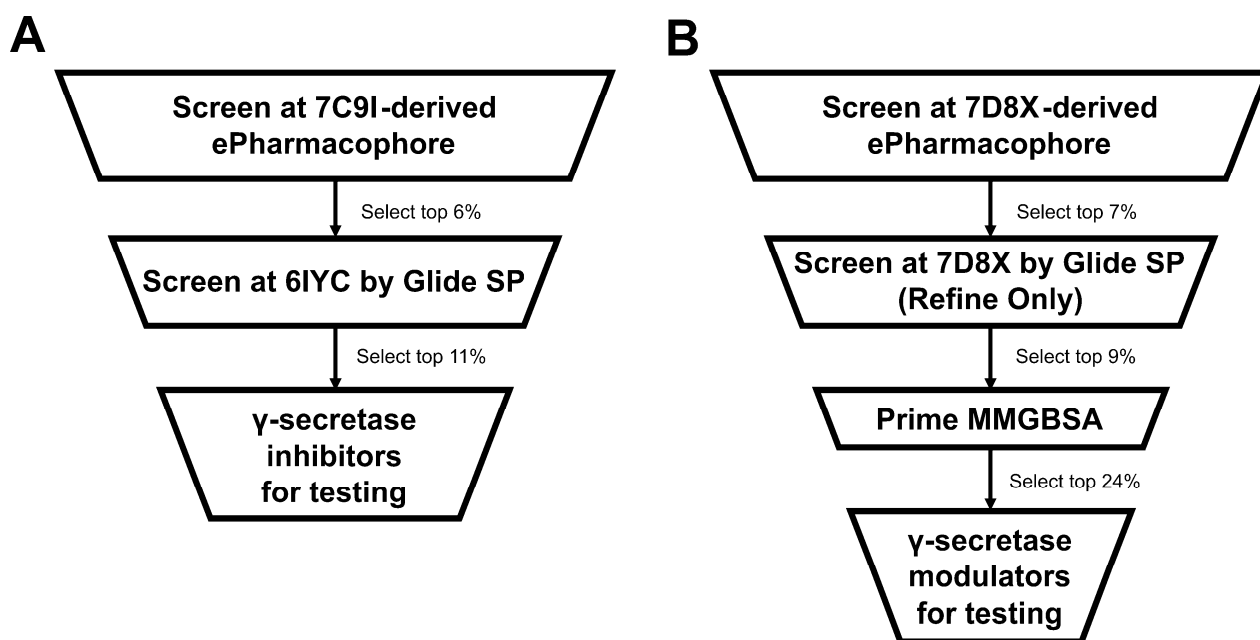 A
Screen at 7C9I-derived
ePharmacophore
Select top 6%
Screen at 6IYC by Glide SP
Select top 11%
γ-secretase
inhibitors
for testing
B
Screen at 7D8X-derived
ePharmacophore
Select top 7%
Screen at 7D8X by Glide SP
(Refine Only)
Select top 9%
Prime MMGBSA
Select top 24%
γ-secretase
modulators
for testing